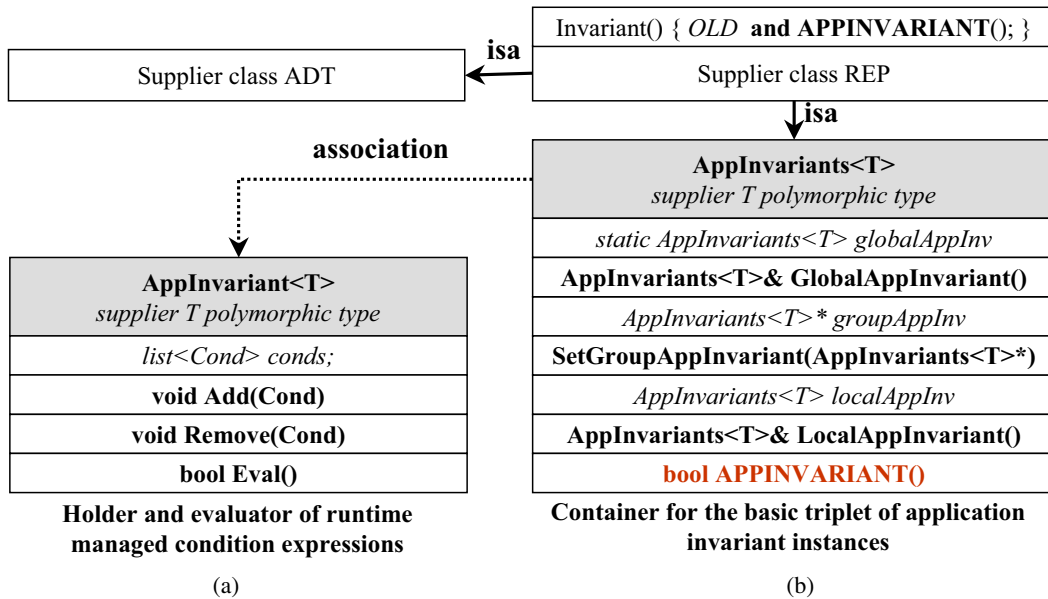 Invariant() { OLD and APPINVARIANT(); }
isa
Supplier class ADT
Supplier class REP
isa
association
AppInvariants<T>
supplier T polymorphic type
static AppInvariants<T> globalAppInv
AppInvariants<T>& GlobalAppInvariant()
AppInvariants<T>* groupAppInv
SetGroupAppInvariant(AppInvariants<T>*)
AppInvariants<T> localAppInv
AppInvariants<T>& LocalAppInvariant()
bool APPINVARIANT()
Container for the basic triplet of application
invariant instances
(b)
AppInvariant<T>
supplier T polymorphic type
list<Cond> conds;
void Add(Cond)
void Remove(Cond)
bool Eval()
Holder and evaluator of runtime
managed condition expressions
(a)